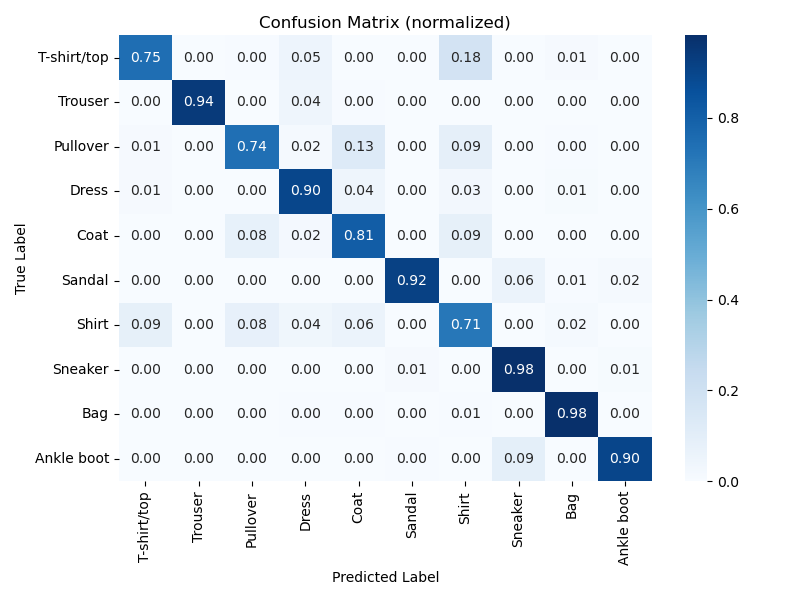 Confusion Matrix (normalized)
True Label
T-shirt/top 0.75 0.00 0.00 0.05 0.00 0.00 0.18 0.00 0.01 0.00
Trouser 0.00 0.94 0.00 0.04 0.00 0.00 0.00 0.00 0.00 0.00
Pullover 0.01 0.00 0.74 0.02 0.13 0.00 0.09 0.00 0.00 0.00
Dress 0.01 0.00 0.00 0.90 0.04 0.00 0.03 0.00 0.01 0.00
Coat 0.00 0.00 0.08 0.02 0.81 0.00 0.09 0.00 0.00 0.00
Sandal 0.00 0.00 0.00 0.00 0.00 0.92 0.00 0.06 0.01 0.02
Shirt 0.09 0.00 0.08 0.04 0.06 0.00 0.71 0.00 0.02 0.00
Sneaker 0.00 0.00 0.00 0.00 0.00 0.01 0.00 0.98 0.00 0.01
Bag 0.00 0.00 0.00 0.00 0.00 0.00 0.01 0.00 0.98 0.00
Ankle boot 0.00 0.00 0.00 0.00 0.00 0.00 0.00 0.09 0.00 0.90
T-shirt/top Trouser Pullover Dress Coat Sandal Shirt Sneaker Bag Ankle boot
Predicted Label
0.8
0.6
0.4
0.2
0.0